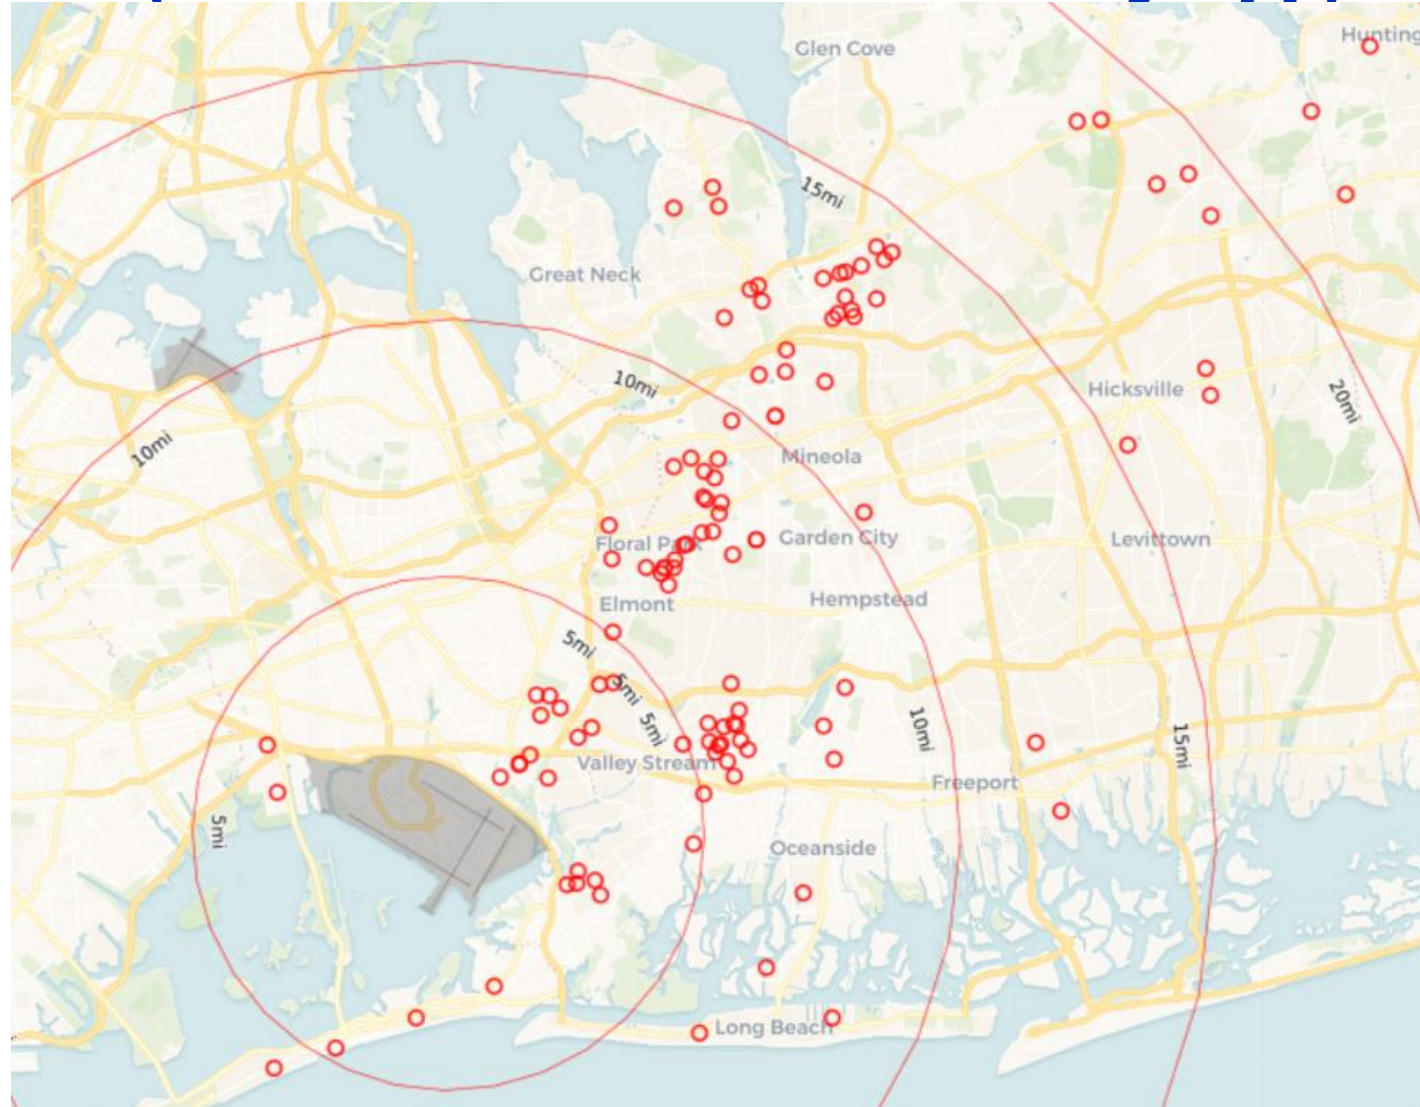 Glen Cove
Hunting
15mi
Great Neck
10mi
Hicksville
20mi
10mi
Mineola
Floral Park
Garden City
Levittown
Elmont
Hempstead
5mi
5mi
5mi
10mi
15mi
Valley Stream
Freeport
5mi
Oceanside
Long Beach